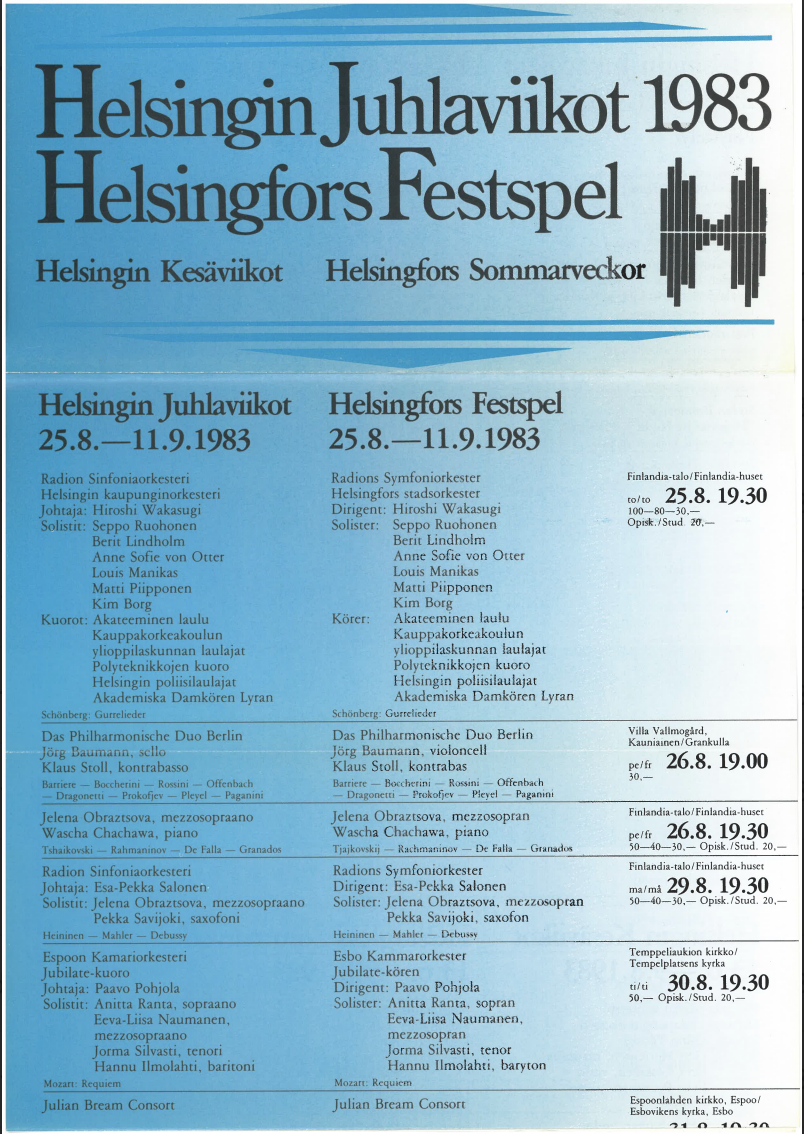 Helsingin Juhlaviikot 1983
Helsingfors Festspel
Helsingin Kesäviikot Helsingfors Sommarveckor
Helsingin Juhlaviikot
25.8.—11.9.1983
Helsingfors Festspel
25.8.—11.9.1983
Radion Sinfoniaorkesteri
Helsingin kaupunginorkesteri
Johtaja: Hiroshi Wakasugi
Solistit: Seppo Ruohonen
Berit Lindholm
Anne Sofie von Otter
Louis Manikas
Matti Piipponen
Kim Borg
Kuorot: Akateeminen laulu
Kauppakorkeakoulun
ylioppilaskunnan laulajat
Polyteknikkojen kuoro
Helsingin poliisilaulajat
Akademiska Damkören Lyran
Schönberg: Gurrelieder
Radions Symfoniorkester
Helsingfors stadsorkester
Dirigent: Hiroshi Wakasugi
Solister: Seppo Ruohonen
Berit Lindholm
Anne Sofie von Otter
Louis Manikas
Matti Piipponen
Kim Borg
Körer: Akateeminen laulu
Kauppakorkeakoulun
ylioppilaskunnan laulajat
Polyteknikkojen kuoro
Helsingin poliisilaulajat
Akademiska Damkören Lyran
Schönberg: Gurrelieder
Finlandia-talo/Finlandia-huset
to/to 25.8. 19.30
100—80—30,—
Opisk./Stud. 20,—
Das Philharmonische Duo Berlin
Jörg Baumann, sello
Klaus Stoll, kontrabasso
Barriere — Boccherini — Rossini — Offenbach
— Dragonetti — Prokofjev — Pleyel — Paganini
Das Philharmonische Duo Berlin
Jörg Baumann, violoncell
Klaus Stoll, kontrabas
Barriere — Boccherini — Rossini — Offenbach
— Dragonetti — Prokofjev — Pleyel — Paganini
Villa Vallmogård,
Kauniainen/Grankulla
pe/fr 26.8. 19.00
30,—
Jelena Obraztsova, mezzosopraano
Wascha Chachawa, piano
Tshaikovski — Rahmaninov — De Falla — Granados
Jelena Obraztsova, mezzosopran
Wascha Chachawa, piano
Tjajkovskij — Rachmaninov — De Falla — Granados
Finlandia-talo/Finlandia-huset
pe/fr 26.8. 19.30
50—40—30,— Opisk./Stud. 20,—
Radion Sinfoniaorkesteri
Johtaja: Esa-Pekka Salonen
Solistit: Jelena Obraztsova, mezzosopraano
Pekka Savijoki, saxofoni
Heininen — Mahler — Debussy
Radions Symfoniorkester
Dirigent: Esa-Pekka Salonen
Solister: Jelena Obraztsova, mezzosopran
Pekka Savijoki, saxofon
Heininen — Mahler — Debussy
Finlandia-talo/Finlandia-huset
ma/må 29.8. 19.30
50—40—30,— Opisk./Stud. 20,—
Espoon Kamariorkesteri
Jubilate-kuoro
Johtaja: Paavo Pohjola
Solistit: Anitta Ranta, sopraano
Eeva-Liisa Naumanen,
mezzosopraano
Jorma Silvasti, tenori
Hannu Ilmolahti, baritoni
Mozart: Requiem
Esbo Kammarorkester
Jubilate-kören
Dirigent: Paavo Pohjola
Solister: Anitta Ranta, sopran
Eeva-Liisa Naumanen,
mezzosopran
Jorma Silvasti, tenor
Hannu Ilmolahti, baryton
Mozart: Requiem
Temppeliaukion kirkko/
Tempelplatsens kyrka
ti/ti 30.8. 19.30
50,— Opisk./Stud. 20,—
Julian Bream Consort
Julian Bream Consort
Espoonlahden kirkko, Espoo/
Esbovikens kyrka, Esbo
31.8. 19.30